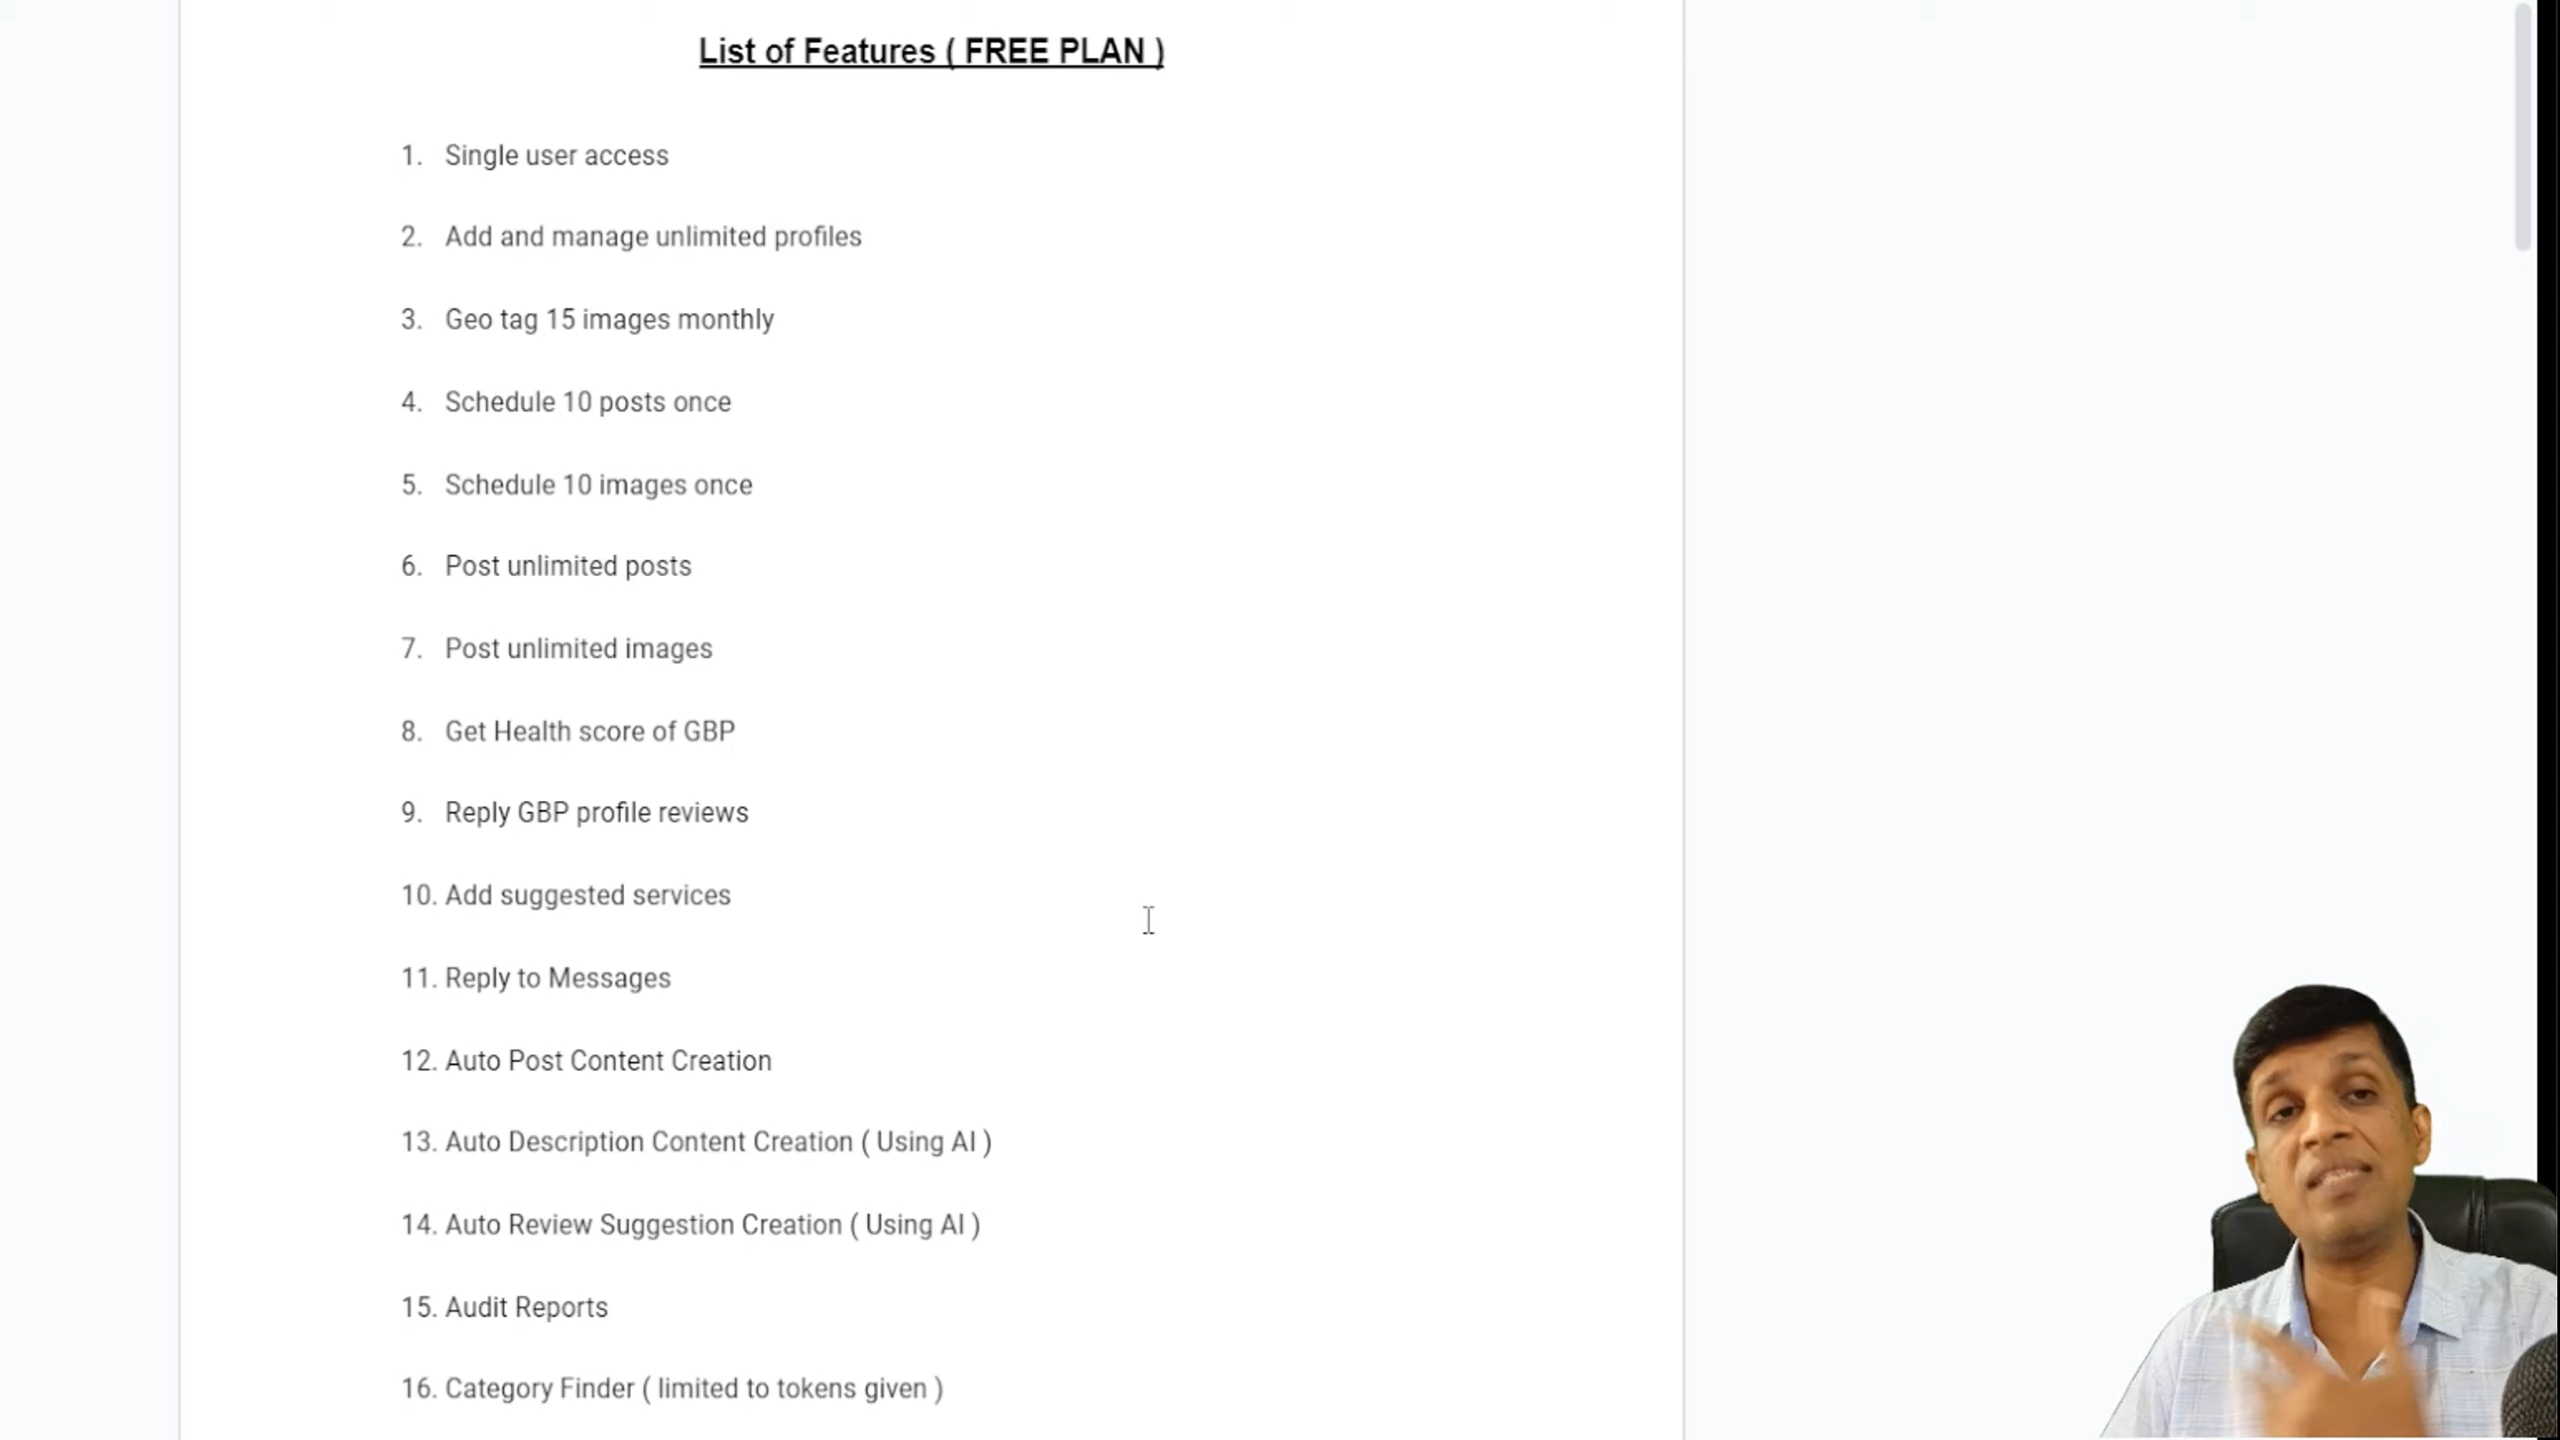 List of Features ( FREE PLAN )
1. Single user access
2. Add and manage unlimited profiles
3. Geo tag 15 images monthly
4. Schedule 10 posts once
5. Schedule 10 images once
6. Post unlimited posts
7. Post unlimited images
8. Get Health score of GBP
9. Reply GBP profile reviews
10. Add suggested services
11. Reply to Messages
12. Auto Post Content Creation
13. Auto Description Content Creation ( Using AI )
14. Auto Review Suggestion Creation ( Using AI )
15. Audit Reports
16. Category Finder ( limited to tokens given )